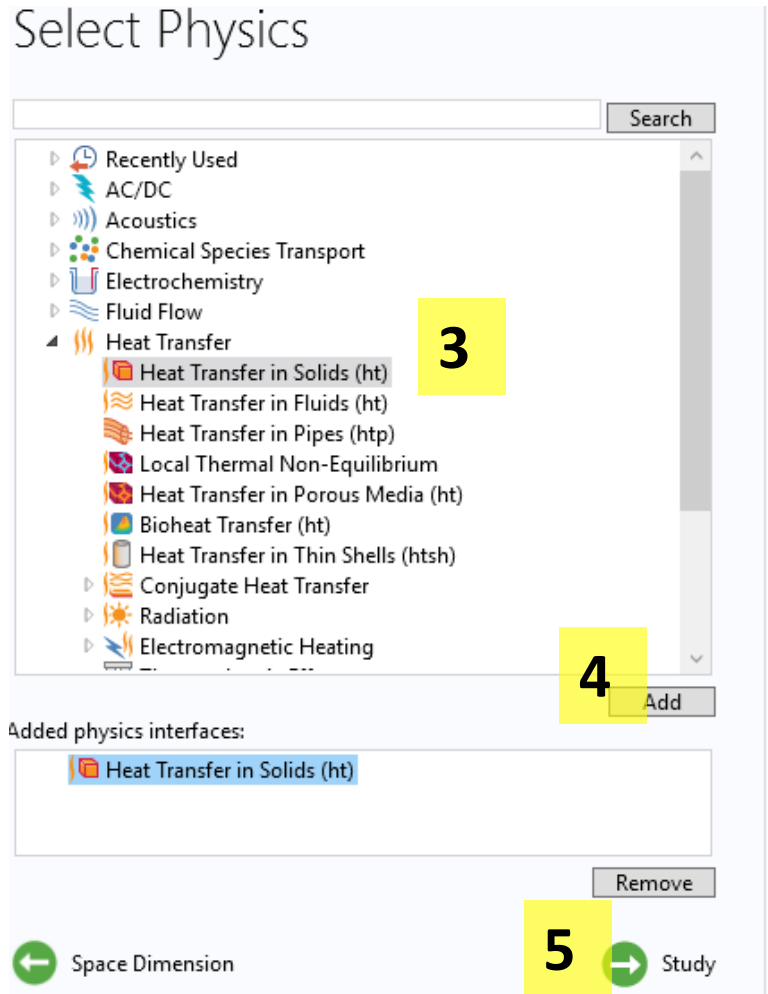 Select Physics
Search
Recently Used
AC/DC
Acoustics
Chemical Species Transport
Electrochemistry
Fluid Flow
Heat Transfer
3
Heat Transfer in Solids (ht)
Heat Transfer in Fluids (ht)
Heat Transfer in Pipes (htp)
Local Thermal Non-Equilibrium
Heat Transfer in Porous Media (ht)
Bioheat Transfer (ht)
Heat Transfer in Thin Shells (htsh)
Conjugate Heat Transfer
Radiation
Electromagnetic Heating
4
Add
Added physics interfaces:
Heat Transfer in Solids (ht)
Remove
Space Dimension
5
Study